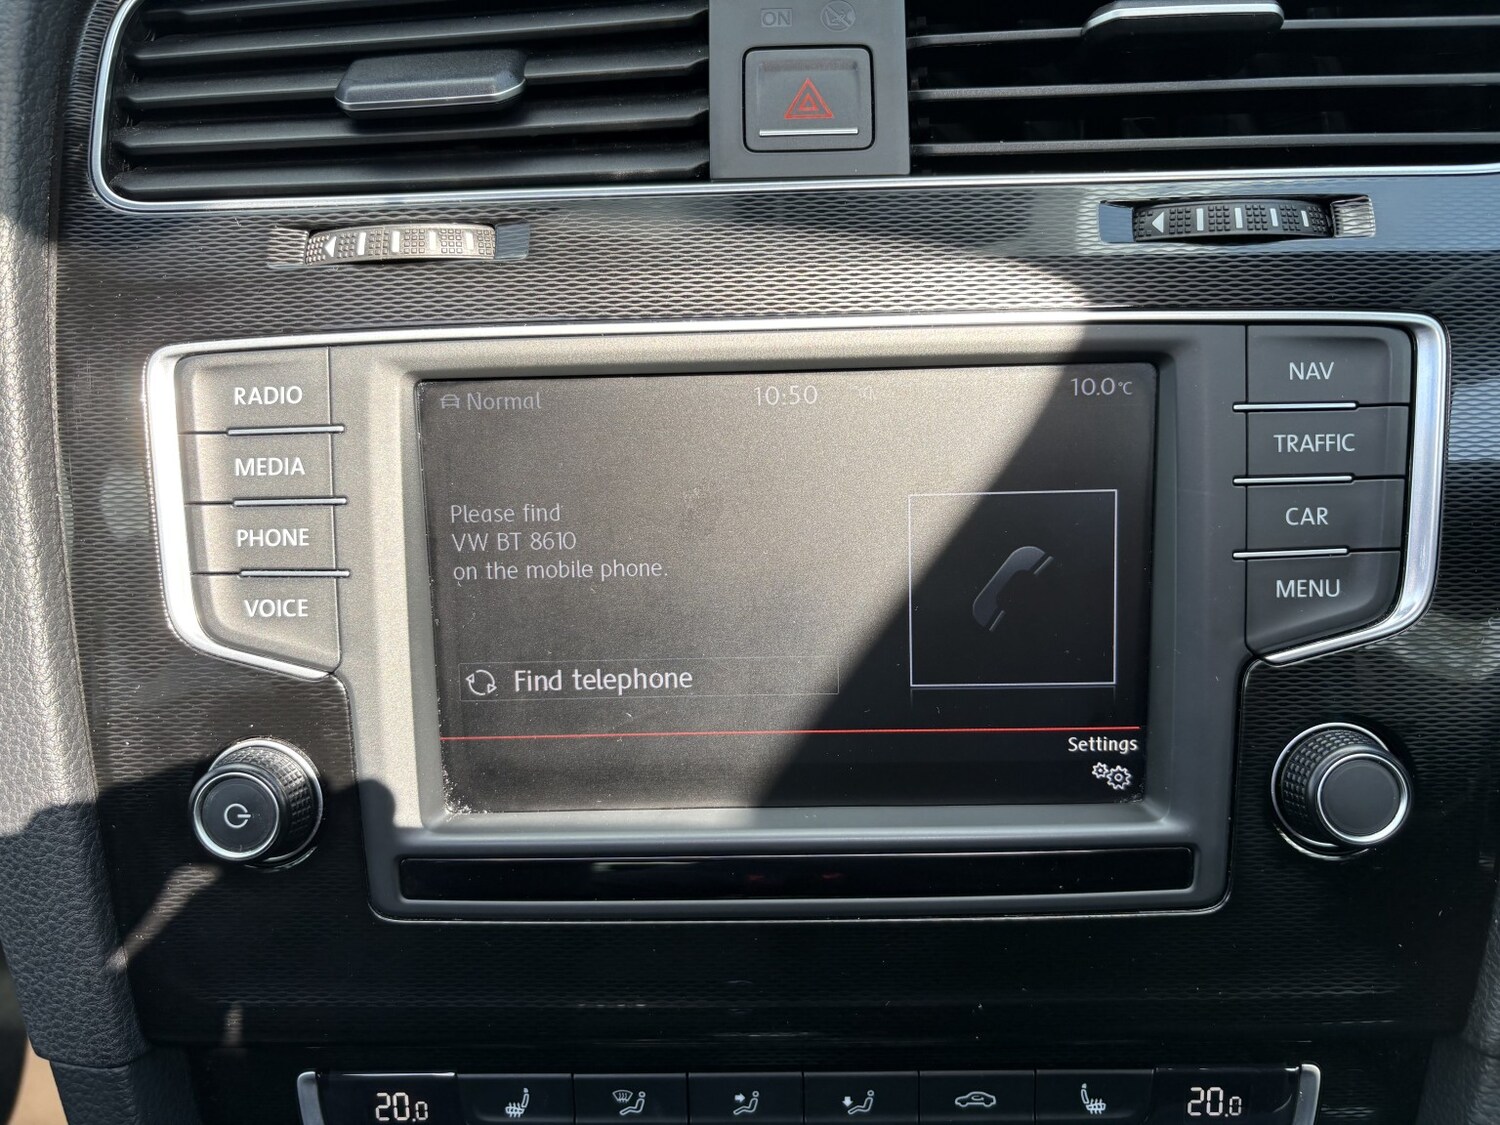 ON
RADIO
MEDIA
PHONE
VOICE
Normal
10:50
10.0°C
Please find
VW BT 8610
on the mobile phone.
Find telephone
Settings
NAV
TRAFFIC
CAR
MENU
20.0
20.0